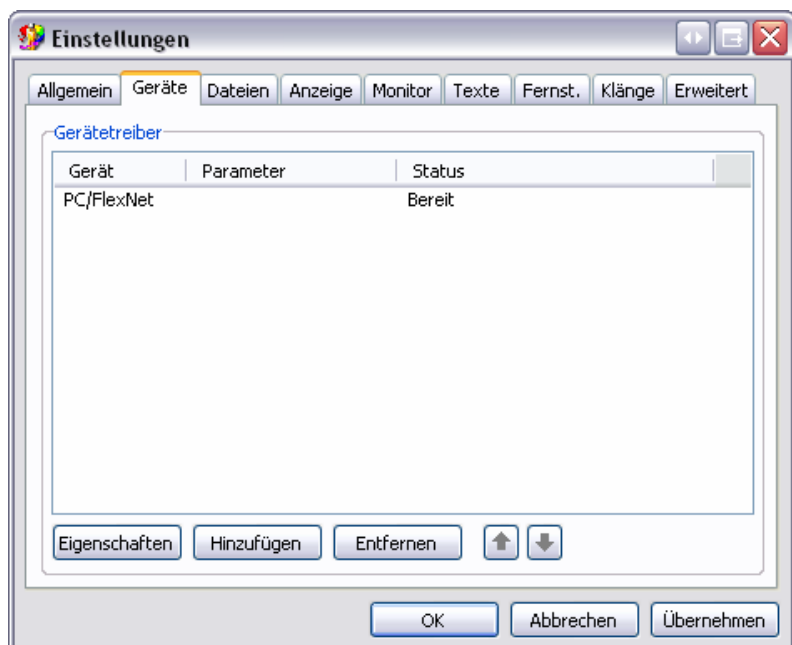 Einstellungen
Allgemein Geräte Dateien Anzeige Monitor Texte Fernst. Klänge Erweitert
Gerätetreiber
Gerät Parameter Status
PC/FlexNet Bereit
Eigenschaften Hinzufügen Entfernen
OK Abbrechen Übernehmen